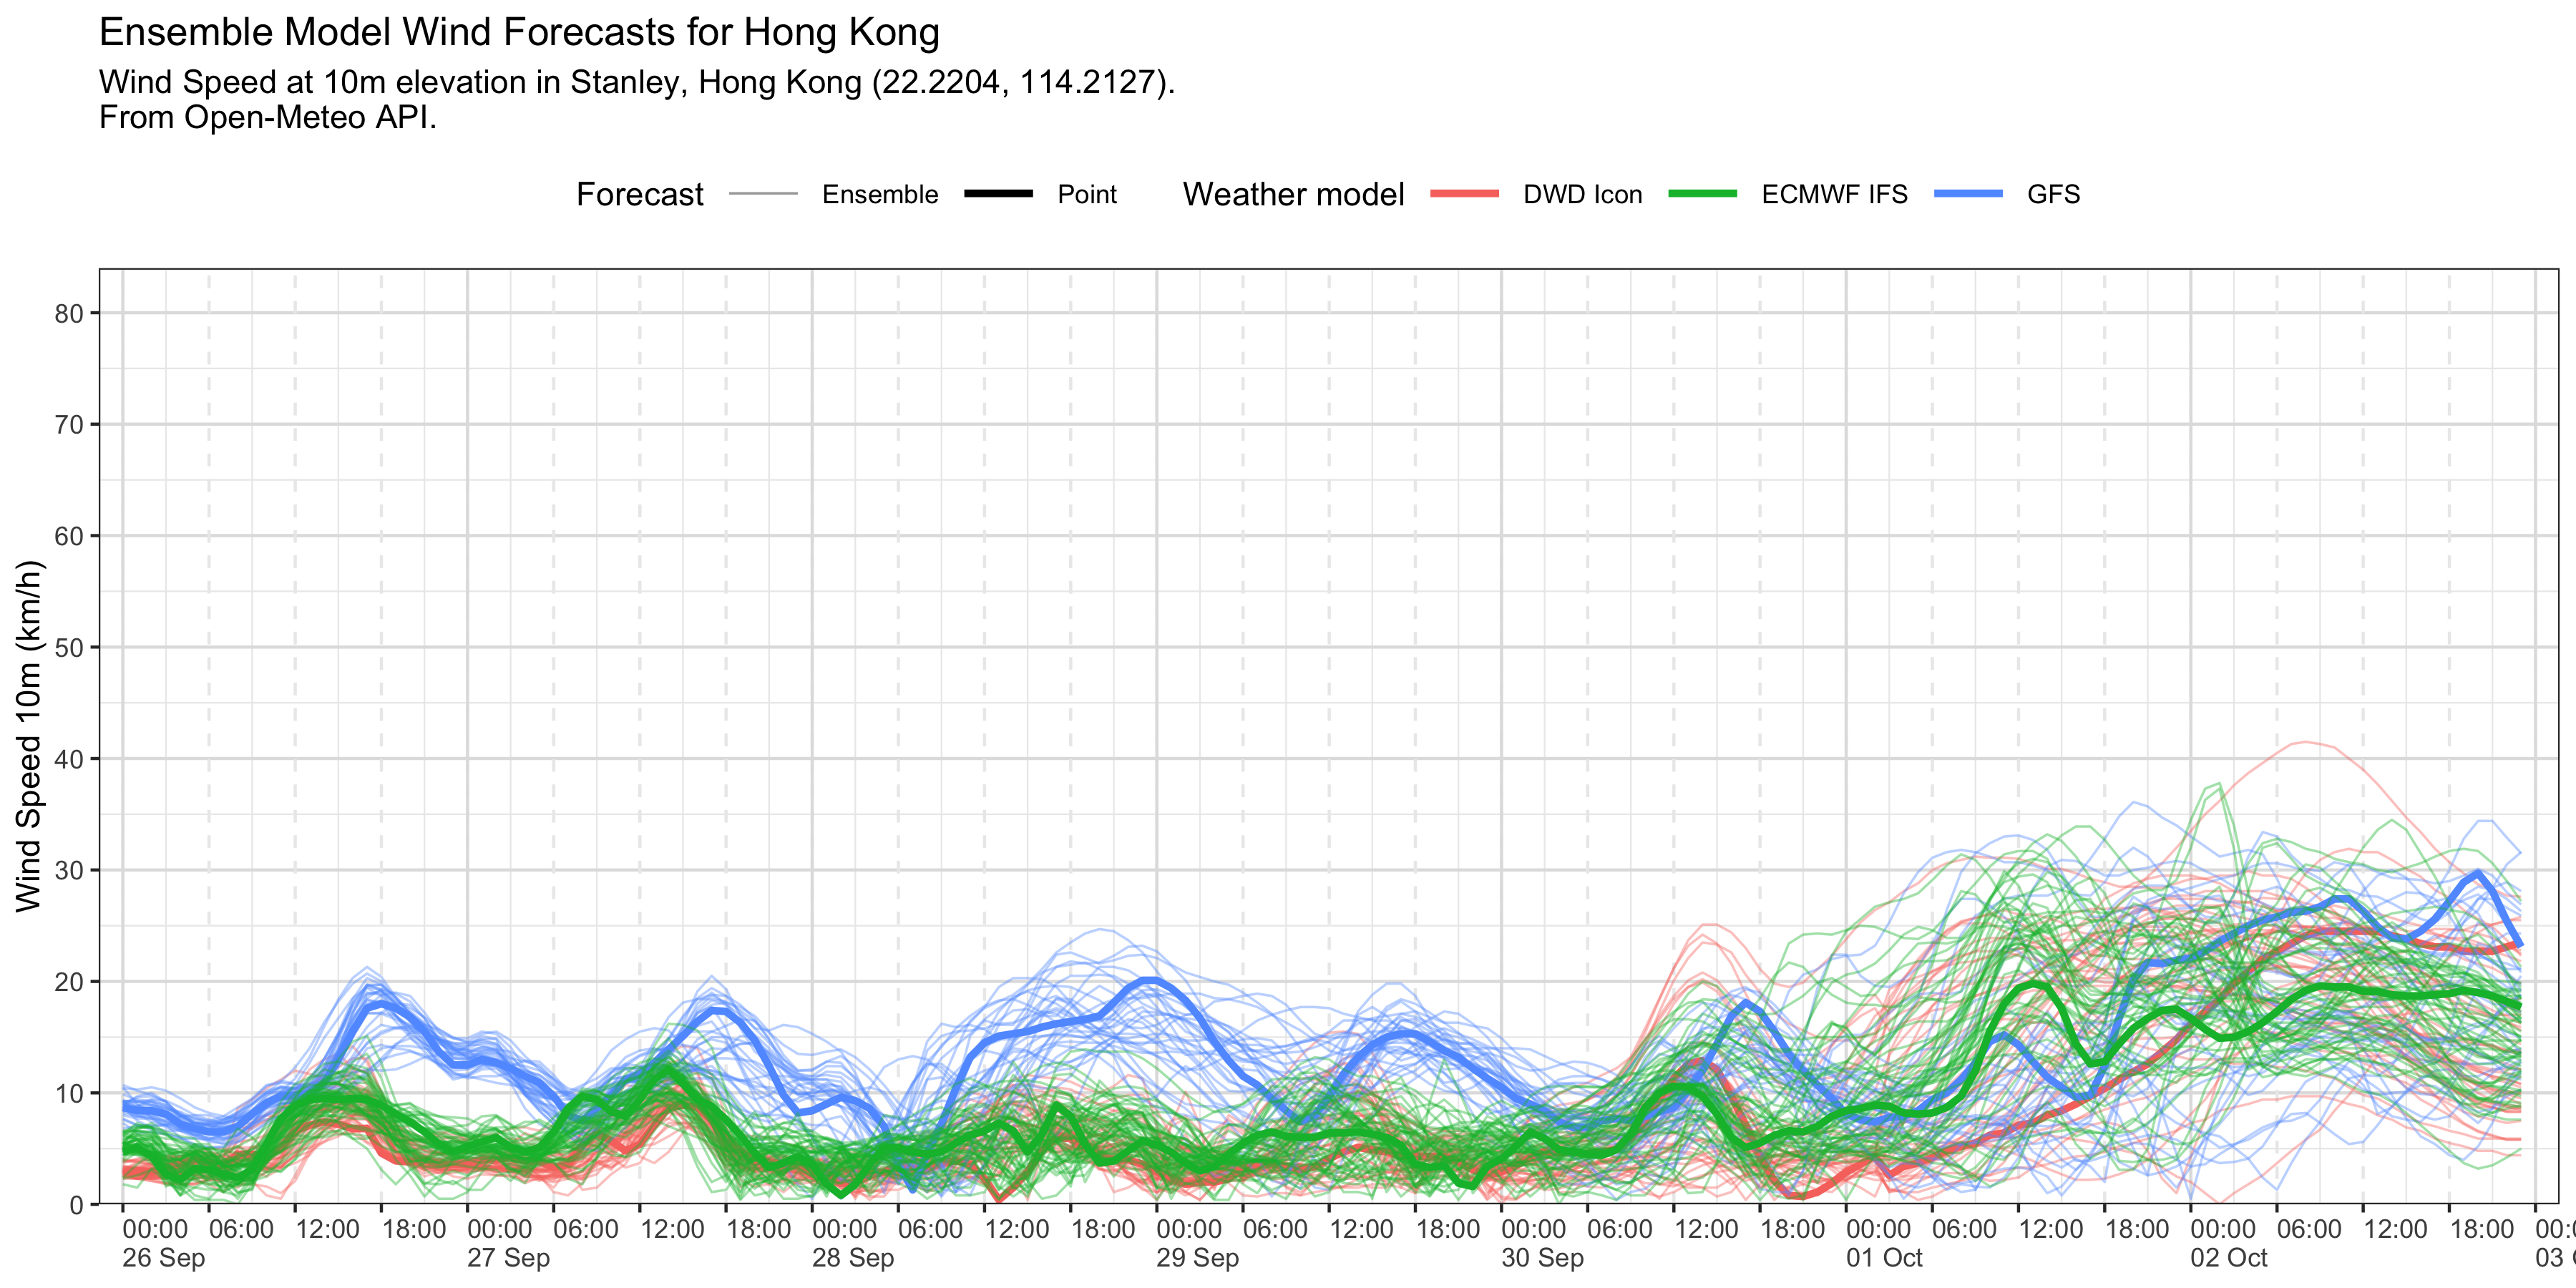 Ensemble Model Wind Forecasts for Hong Kong
Wind Speed at 10m elevation in Stanley, Hong Kong (22.2204, 114.2127).
From Open-Meteo API.
Forecast Ensemble Point Weather model DWD Icon ECMWF IFS GFS
Wind Speed 10m (km/h)
80
70
60
50
40
30
20
10
0
00:00 06:00 12:00 18:00 00:00 06:00 12:00 18:00 00:00 06:00 12:00 18:00 00:00 06:00 12:00 18:00 00:00 06:00 12:00 18:00 00:00 06:00 12:00 18:00 00:00 06:00 12:00 18:00
26 Sep 27 Sep 28 Sep 29 Sep 30 Sep 01 Oct 02 Oct 03